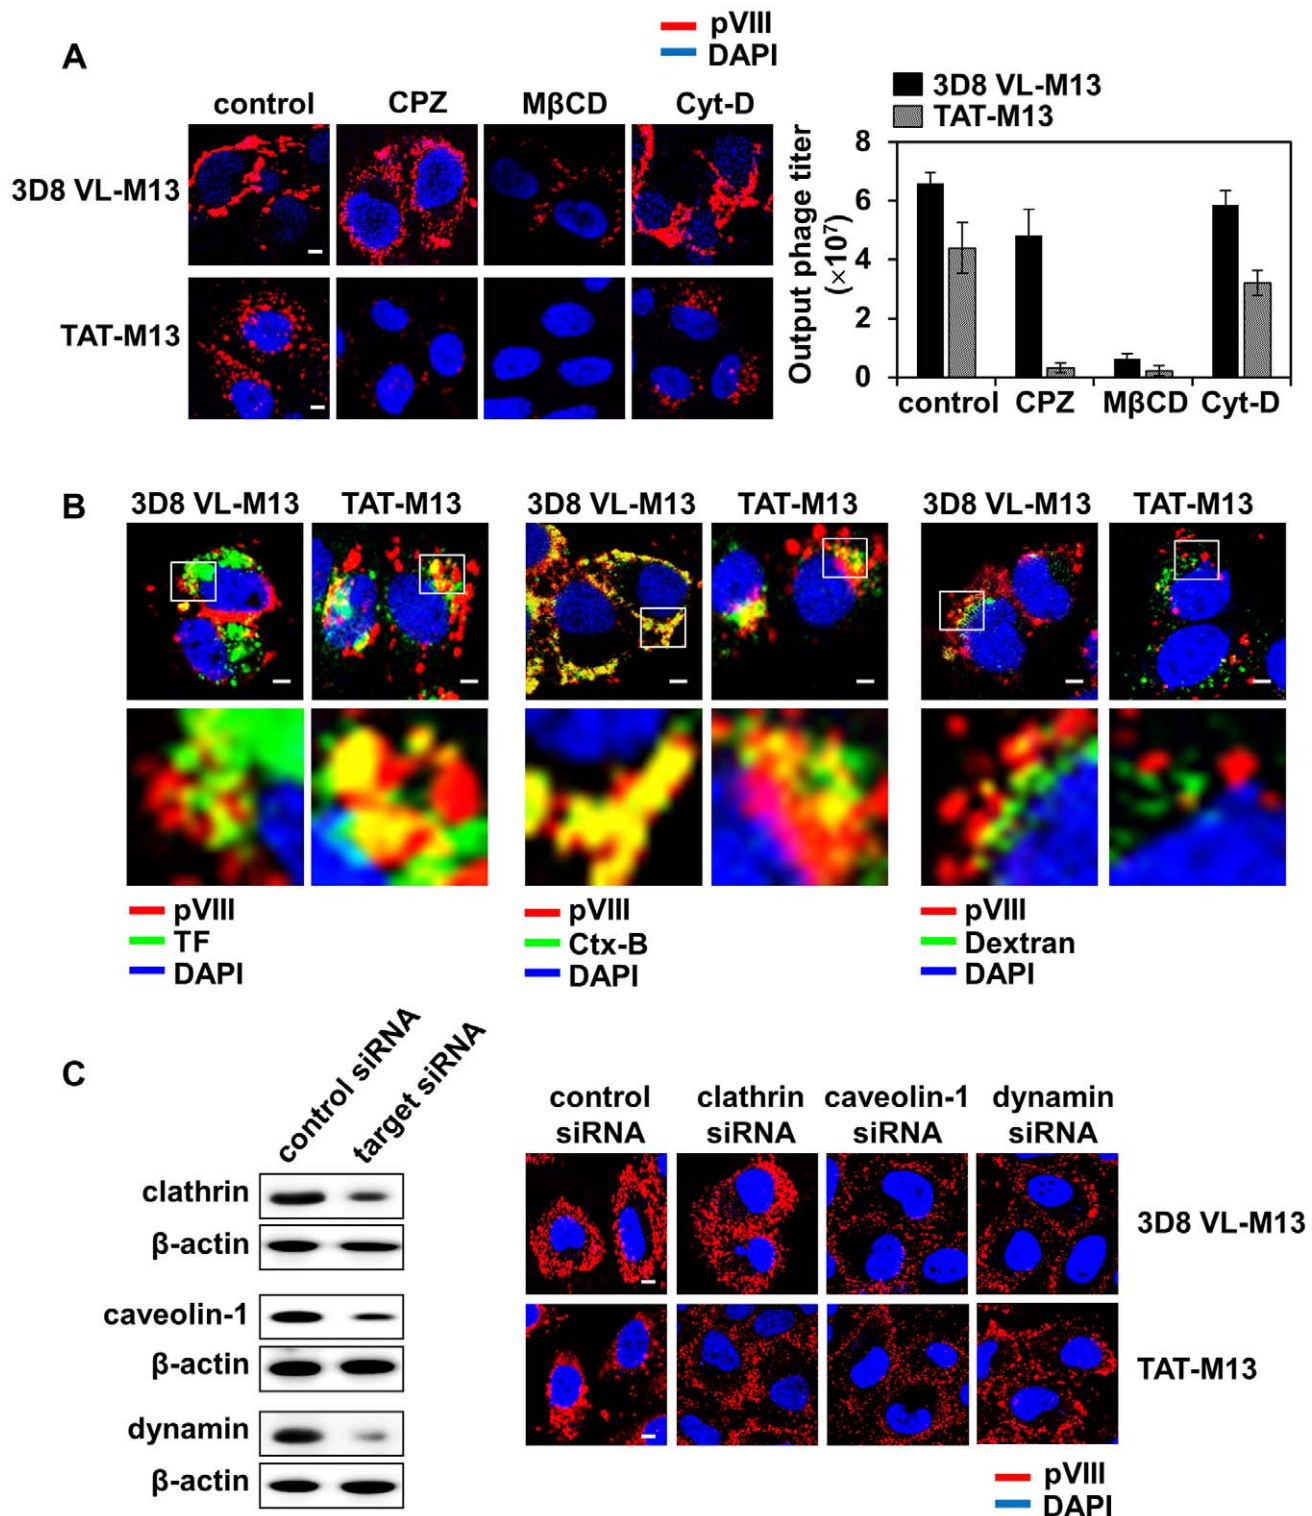 A
pVIII
DAPI
control CPZ MβCD Cyt-D
3D8 VL-M13
TAT-M13
3D8 VL-M13
TAT-M13
Output phage titer
(×10⁷)
8
6
4
2
0
control CPZ MβCD Cyt-D
B
3D8 VL-M13 TAT-M13 3D8 VL-M13 TAT-M13 3D8 VL-M13 TAT-M13
pVIII
TF
DAPI
pVIII
Ctx-B
DAPI
pVIII
Dextran
DAPI
C
control siRNA
target siRNA
clathrin
β-actin
caveolin-1
β-actin
dynamin
β-actin
control clathrin caveolin-1 dynamin
siRNA siRNA siRNA siRNA
3D8 VL-M13
TAT-M13
pVIII
DAPI